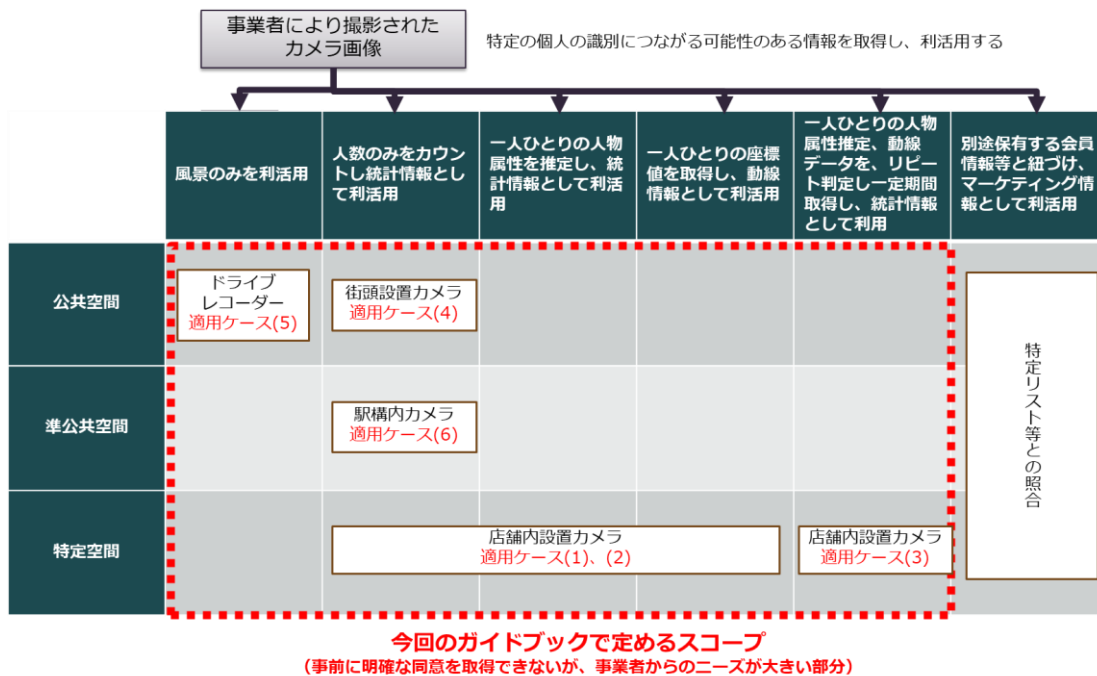 事業者により撮影された
カメラ画像
特定の個人の識別につながる可能性のある情報を取得し、利活用する
風景のみを利活用
人数のみをカウン
トし統計情報とし
て利活用
一人ひとりの人物
属性を推定し、統
計情報として利活
用
一人ひとりの座標
値を取得し、動線
情報として利活用
一人ひとりの人物
属性推定、動線
データを、リピー
ト判定し一定期間
取得し、統計情報
として利用
別途保有する会員
情報等と紐づけ、
マーケティング情
報として利活用
公共空間
ドライブ
レコーダー
適用ケース(5)
街頭設置カメラ
適用ケース(4)
特定リスト等との照合
準公共空間
駅構内カメラ
適用ケース(6)
特定空間
店舗内設置カメラ
適用ケース(1)、(2)
店舗内設置カメラ
適用ケース(3)
今回のガイドブックで定めるスコープ
（事前に明確な同意を取得できないが、事業者からのニーズが大きい部分）